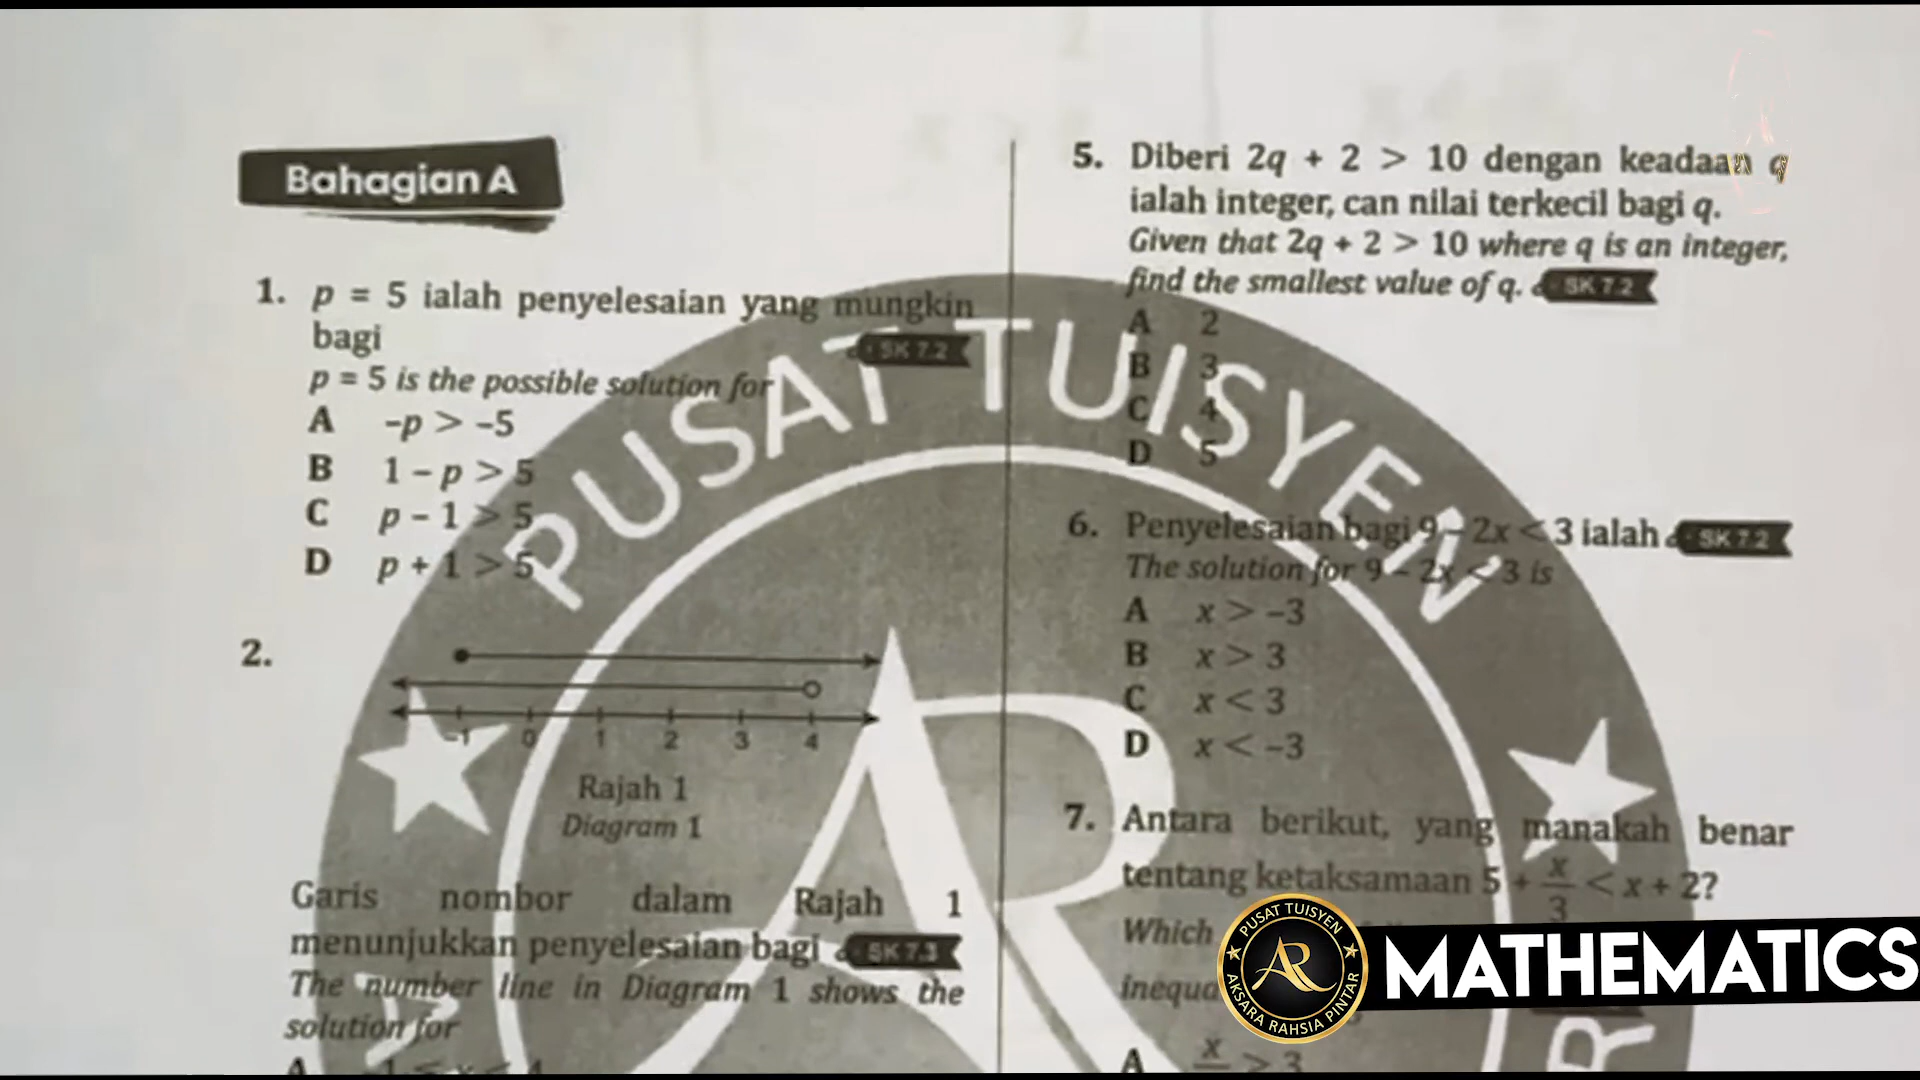 Bahagian A
1. p = 5 ialah penyelesaian yang mungkin
bagi
SK 7.2
p = 5 is the possible solution for
A -p > -5
B 1 - p > 5
C p - 1 > 5
D p + 1 > 5
2.
-1 0 1 2 3 4
Rajah 1
Diagram 1
Garis nombor dalam Rajah 1
menunjukkan penyelesaian bagi SK 7.3
The number line in Diagram 1 shows the
solution for
5. Diberi 2q + 2 > 10 dengan keadaan q
ialah integer, can nilai terkecil bagi q.
Given that 2q + 2 > 10 where q is an integer,
find the smallest value of q. SK 7.2
A 2
B 3
C 4
D 5
6. Penyelesaian bagi 9 - 2x < 3 ialah SK 7.2
The solution for 9 - 2x < 3 is
A x > -3
B x > 3
C x < 3
D x < -3
7. Antara berikut, yang manakah benar
tentang ketaksamaan 5 + x/3 < x + 2?
Which
A x > 3
PUSAT TUISYEN
AR
PUSAT TUISYEN
AR
AKSARA RAHSIA PINTAR
MATHEMATICS